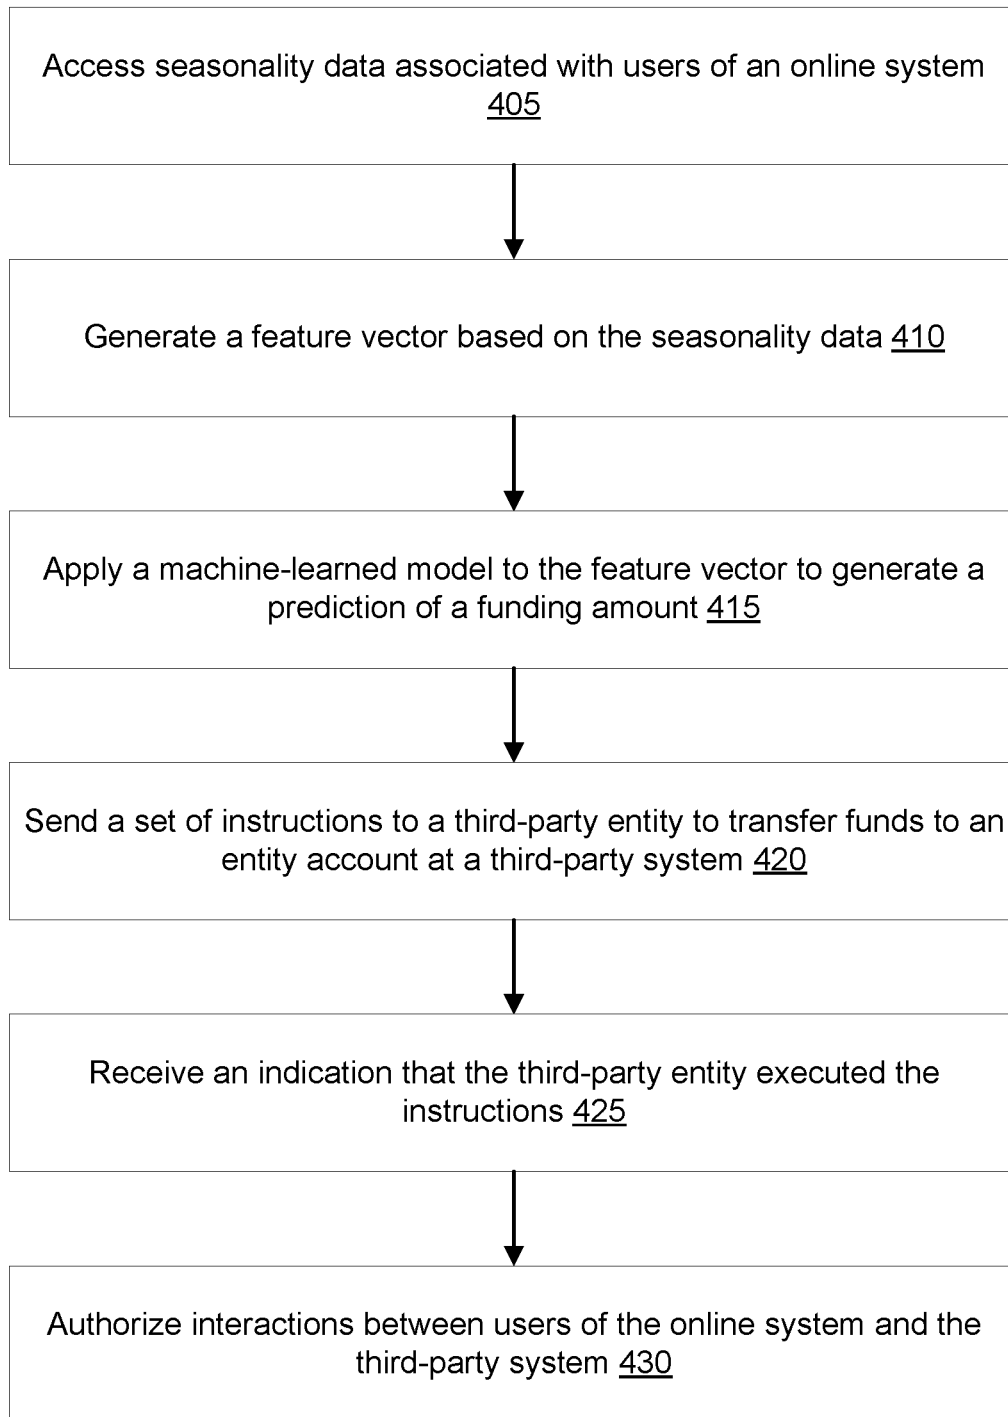 Access seasonality data associated with users of an online system
405
Generate a feature vector based on the seasonality data 410
Apply a machine-learned model to the feature vector to generate a
prediction of a funding amount 415
Send a set of instructions to a third-party entity to transfer funds to an
entity account at a third-party system 420
Receive an indication that the third-party entity executed the
instructions 425
Authorize interactions between users of the online system and the
third-party system 430